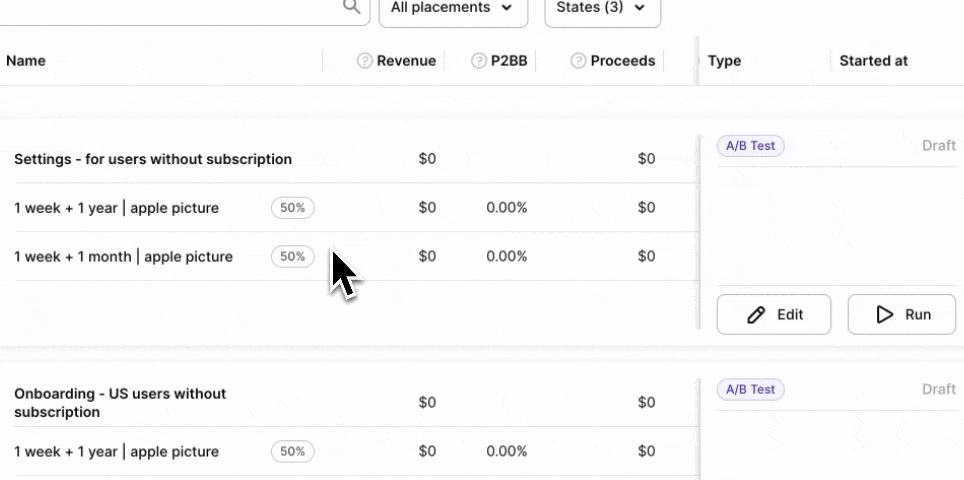 All placements
States (3)
Name
? Revenue
? P2BB
? Proceeds
Type
Started at
Settings - for users without subscription
$0
$0
A/B Test
Draft
1 week + 1 year | apple picture
50%
$0
0.00%
$0
1 week + 1 month | apple picture
50%
$0
0.00%
$0
Edit
Run
Onboarding - US users without
subscription
$0
$0
A/B Test
Draft
1 week + 1 year | apple picture
50%
$0
0.00%
$0